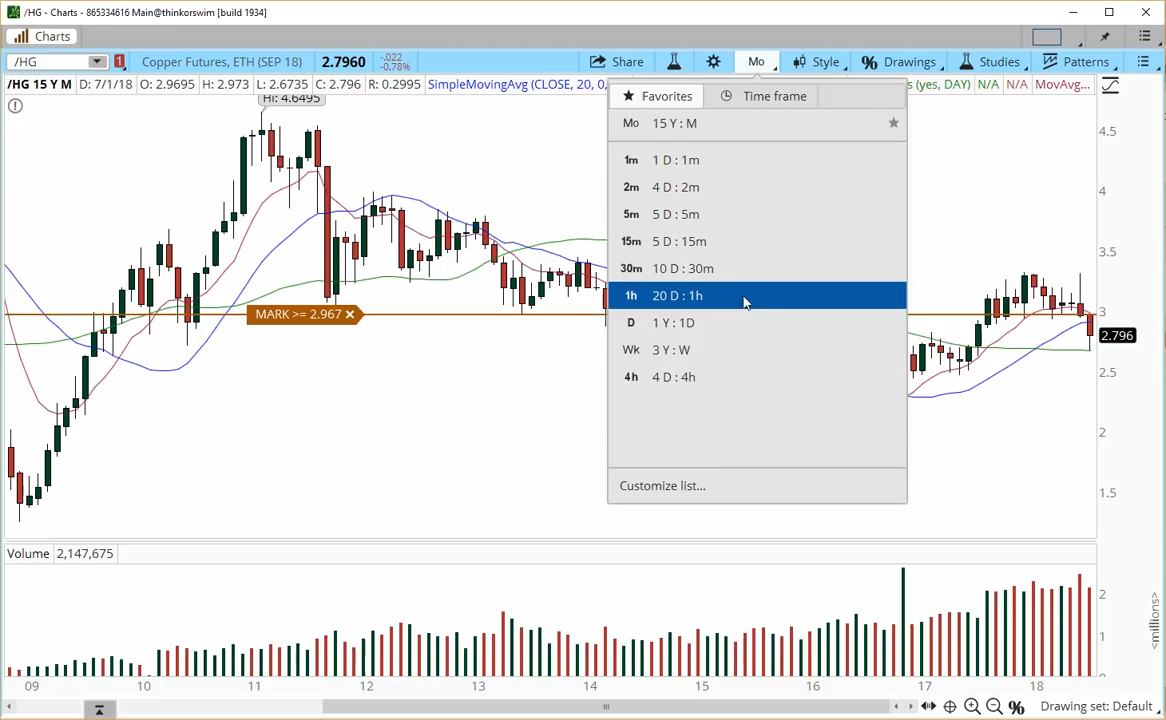 /HG - Charts - 865334616 Main@thinkorswim [build 1934]
Charts
/HG 1 Copper Futures, ETH (SEP 18) 2.7960 -.022 -0.78% Share Mo Style Drawings Studies Patterns
/HG 15 Y M D: 7/1/18 O: 2.9695 H: 2.973 L: 2.6735 C: 2.796 R: 0.2995 SimpleMovingAvg (CLOSE, 20, 0, s (yes, DAY) N/A N/A MovAvg...
Hi: 4.6495
Favorites Time frame
Mo 15 Y : M
1m 1 D : 1m
2m 4 D : 2m
5m 5 D : 5m
15m 5 D : 15m
30m 10 D : 30m
1h 20 D : 1h
D 1 Y : 1D
Wk 3 Y : W
4h 4 D : 4h
Customize list...
MARK >= 2.967
4.5
4
3.5
3
2.796
2.5
2
1.5
Volume 2,147,675
2
1
<millions>
09 10 11 12 13 14 15 16 17 18
Drawing set: Default